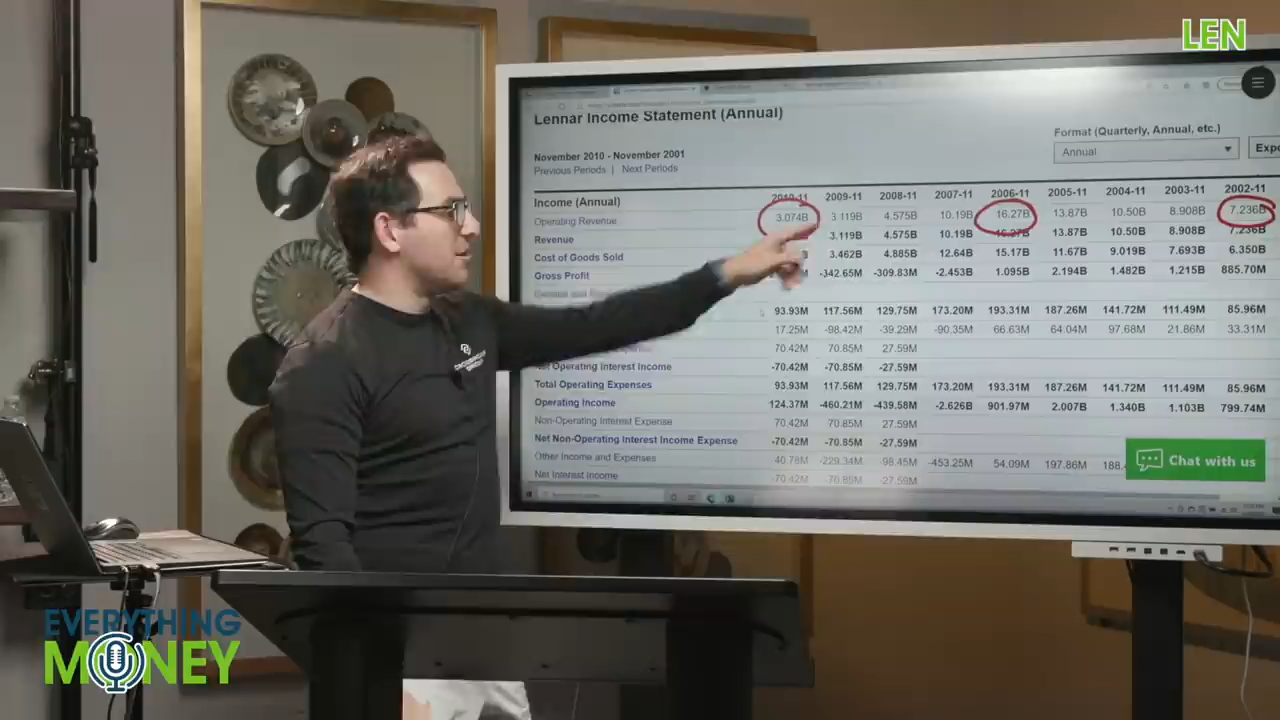 LEN
Lennar Income Statement (Annual)
Format (Quarterly, Annual, etc.)
November 2010 - November 2001
Annual
Expo
Previous Periods | Next Periods
Income (Annual) 2010-11 2009-11 2008-11 2007-11 2006-11 2005-11 2004-11 2003-11 2002-11
Operating Revenue 3.074B 3.119B 4.575B 10.19B 16.27B 13.87B 10.50B 8.908B 7.236B
Revenue 3.119B 4.575B 10.19B 16.27B 13.87B 10.50B 8.908B 7.236B
Cost of Goods Sold 3.462B 4.885B 12.64B 15.17B 11.67B 9.019B 7.693B 6.350B
Gross Profit -342.65M -309.83M -2.453B 1.095B 2.194B 1.482B 1.215B 885.70M
93.93M 117.56M 129.75M 173.20M 193.31M 187.26M 141.72M 111.49M 85.96M
17.25M -98.42M -39.29M -90.35M 66.63M 64.04M 97.68M 21.86M 33.31M
70.42M 70.85M 27.59M
Net Operating Interest Income -70.42M -70.85M -27.59M
Total Operating Expenses 93.93M 117.56M 129.75M 173.20M 193.31M 187.26M 141.72M 111.49M 85.96M
Operating Income 124.37M -460.21M -439.58M -2.626B 901.97M 2.007B 1.340B 1.103B 799.74M
Non-Operating Interest Expense 70.42M 70.85M 27.59M
Net Non-Operating Interest Income Expense -70.42M -70.85M -27.59M
Other Income and Expenses 40.78M -229.34M -98.45M -453.25M 54.09M 197.86M 188.
Net Interest Income -70.42M -70.85M -27.59M
Chat with us
EVERYTHING
MONEY